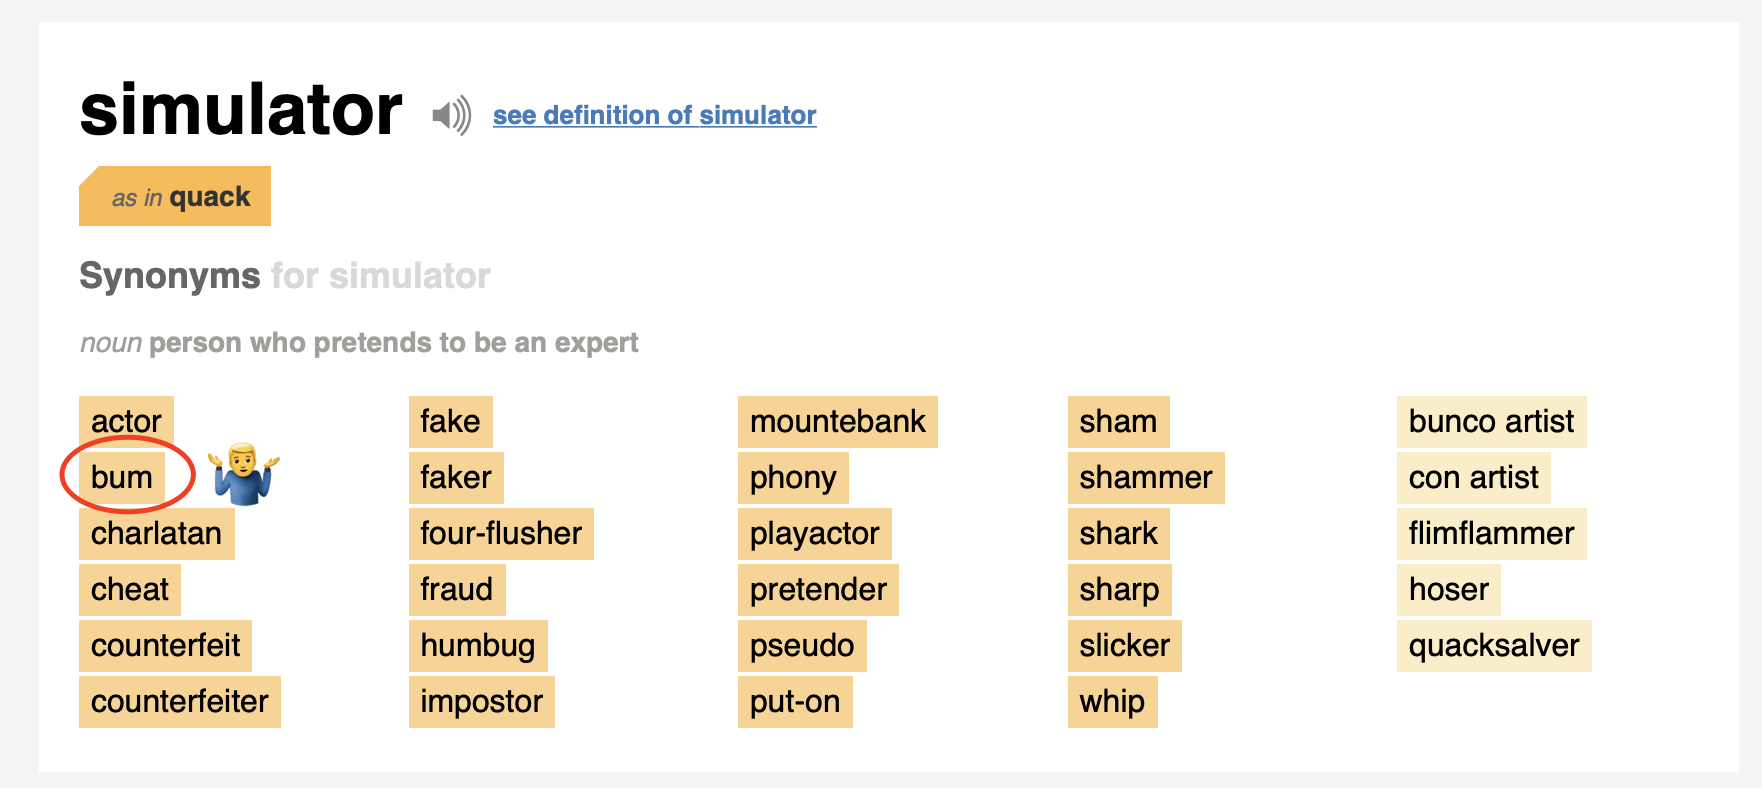 simulator see definition of simulator
as in quack
Synonyms for simulator
noun person who pretends to be an expert
actor
bum
charlatan
cheat
counterfeit
counterfeiter
fake
faker
four-flusher
fraud
humbug
impostor
mountebank
phony
playactor
pretender
pseudo
put-on
sham
shammer
shark
sharp
slicker
whip
bunco artist
con artist
flimflammer
hoser
quacksalver